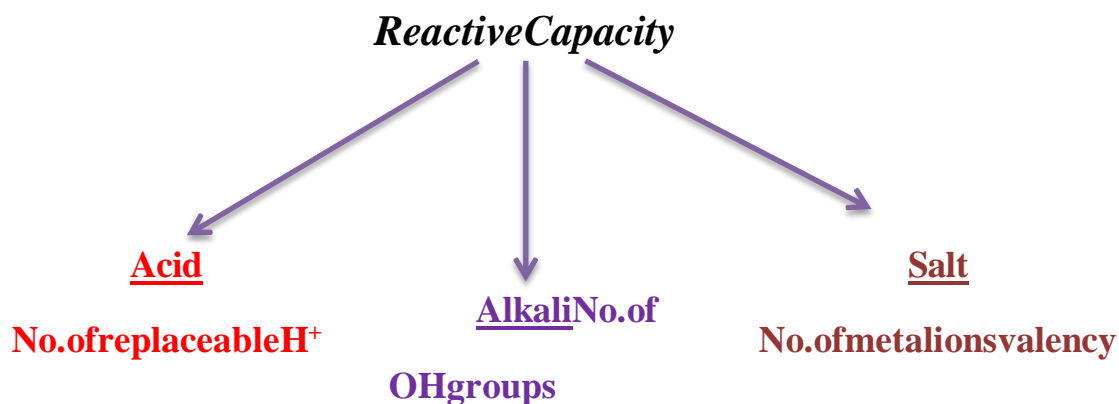 ReactiveCapacity
Acid
No.ofreplaceableH⁺
AlkaliNo.of
OHgroups
Salt
No.ofmetalionsvalency